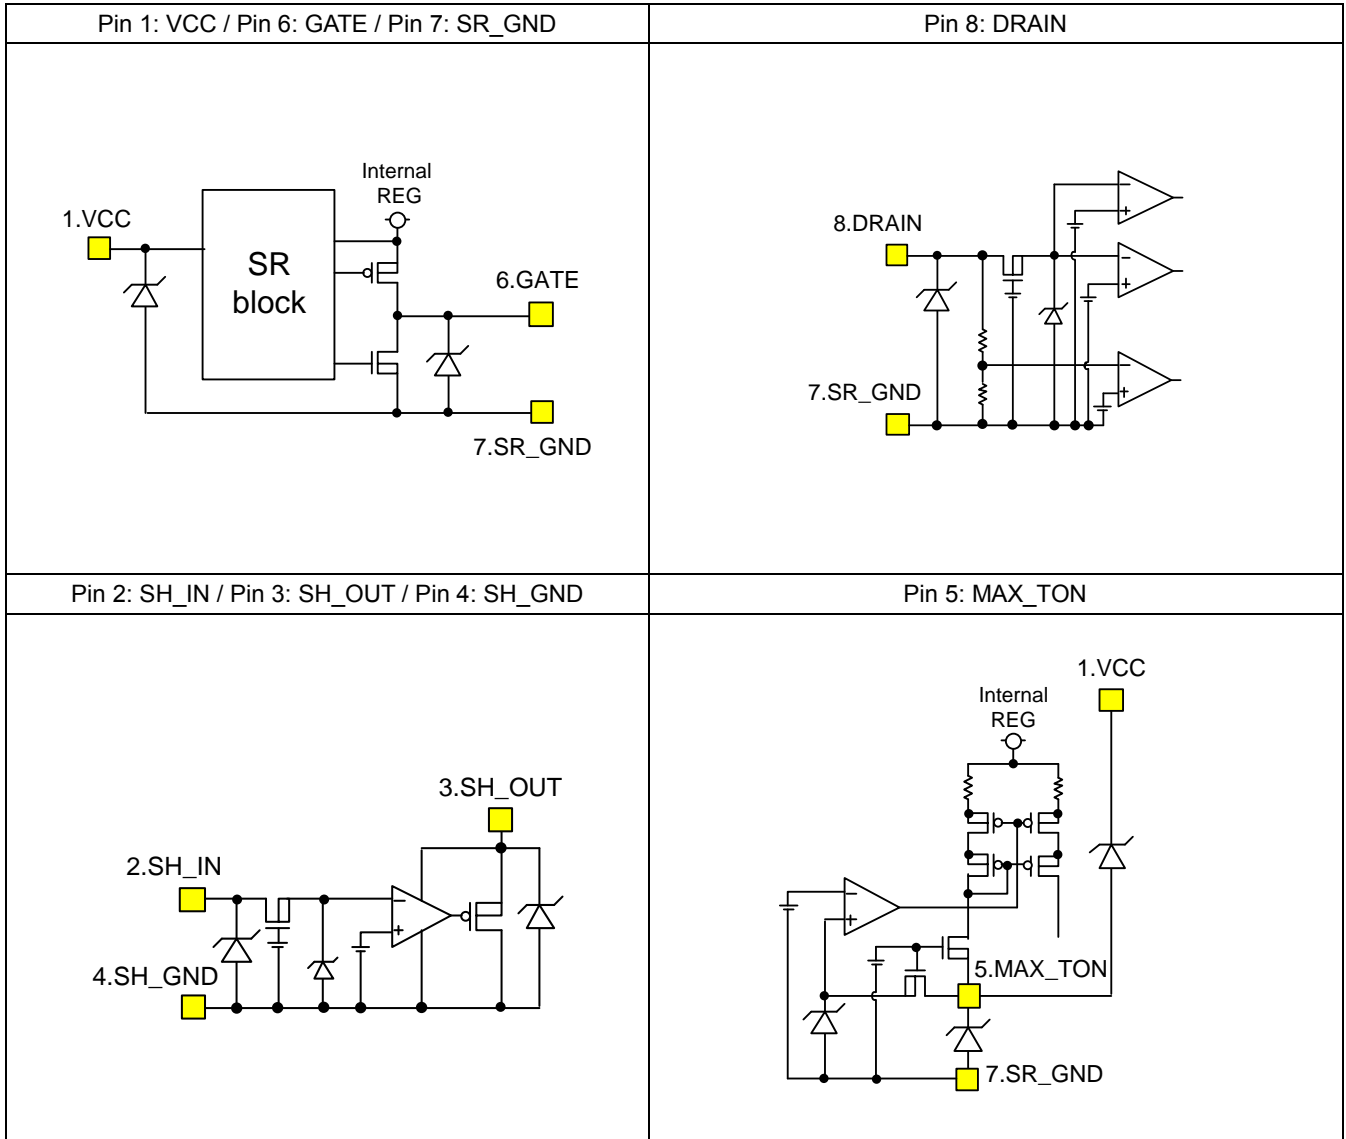 Pin 1: VCC / Pin 6: GATE / Pin 7: SR_GND
Pin 8: DRAIN
Internal
REG
1.VCC
SR
block
6.GATE
7.SR_GND
8.DRAIN
7.SR_GND
−
+
−
+
−
+
Pin 2: SH_IN / Pin 3: SH_OUT / Pin 4: SH_GND
Pin 5: MAX_TON
3.SH_OUT
2.SH_IN
−
+
4.SH_GND
1.VCC
Internal
REG
−
+
5.MAX_TON
7.SR_GND